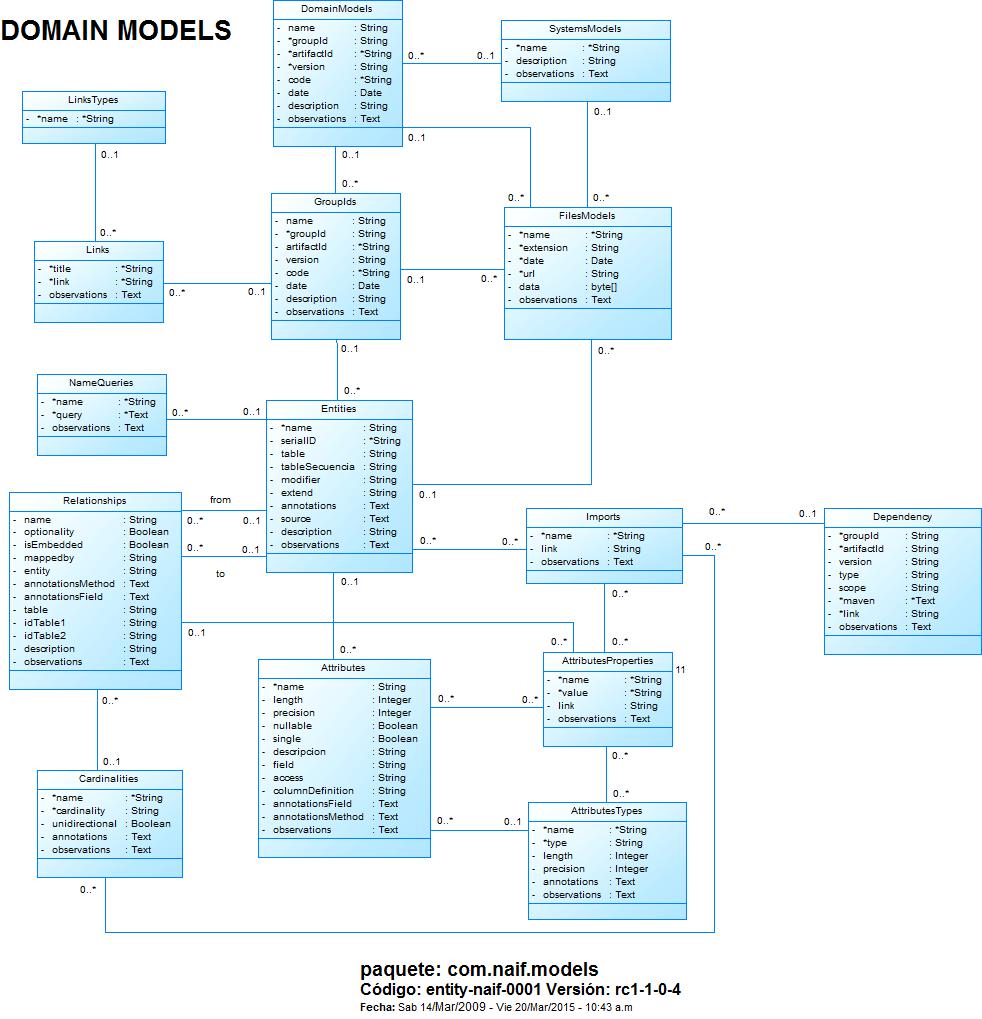 DOMAIN MODELS
DomainModels
- name : String
- *groupId : String
- *artifactId : *String
- *version : String
- code : *String
- date : Date
- description : String
- observations : Text
0..*
0..1
SystemsModels
- *name : *String
- description : String
- observations : Text
0..1
0..1
0..1
0..*
0..*
0..*
LinksTypes
- *name : *String
0..1
0..*
Links
- *title : *String
- *link : *String
- observations : Text
0..*
0..1
GroupIds
- name : String
- *groupId : String
- artifactId : *String
- version : String
- code : *String
- date : Date
- description : String
- observations : Text
0..1
0..*
FilesModels
- *name : *String
- *extension : String
- *date : Date
- *url : String
- data : byte[]
- observations : Text
0..1
0..*
0..*
NameQueries
- *name : *String
- *query : *Text
- observations : Text
0..*
0..1
Entities
- *name : String
- serialID : *String
- table : String
- tableSecuencia : String
- modifier : String
- extend : String
- annotations : Text
- source : Text
- description : String
- observations : Text
0..1
Relationships
- name : String
- optionality : Boolean
- isEmbedded : Boolean
- mappedby : String
- entity : String
- annotationsMethod : Text
- annotationsField : Text
- table : String
- idTable1 : String
- idTable2 : String
- description : String
- observations : Text
from
0..*
0..1
0..*
0..1
to
0..1
0..*
0..*
Imports
- *name : *String
- link : String
- observations : Text
0..*
0..1
0..*
Dependency
- *groupId : String
- *artifactId : String
- version : String
- type : String
- scope : String
- *maven : *Text
- *link : String
- observations : Text
0..1
0..*
0..*
0..*
0..*
Attributes
- *name : String
- length : Integer
- precision : Integer
- nullable : Boolean
- single : Boolean
- descripcion : String
- field : String
- access : String
- columnDefinition : String
- annotationsField : Text
- annotationsMethod : Text
- observations : Text
0..*
0..*
AttributesProperties
- *name : *String
- *value : *String
- link : String
- observations : Text
11
0..*
0..*
0..*
0..1
AttributesTypes
- *name : *String
- *type : String
- length : Integer
- precision : Integer
- annotations : Text
- observations : Text
0..*
0..1
Cardinalities
- *name : *String
- *cardinality : String
- unidirectional : Boolean
- annotations : Text
- observations : Text
0..*
paquete: com.naif.models
Código: entity-naif-0001 Versión: rc1-1-0-4
Fecha: Sab 14/Mar/2009 - Vie 20/Mar/2015 - 10:43 a.m